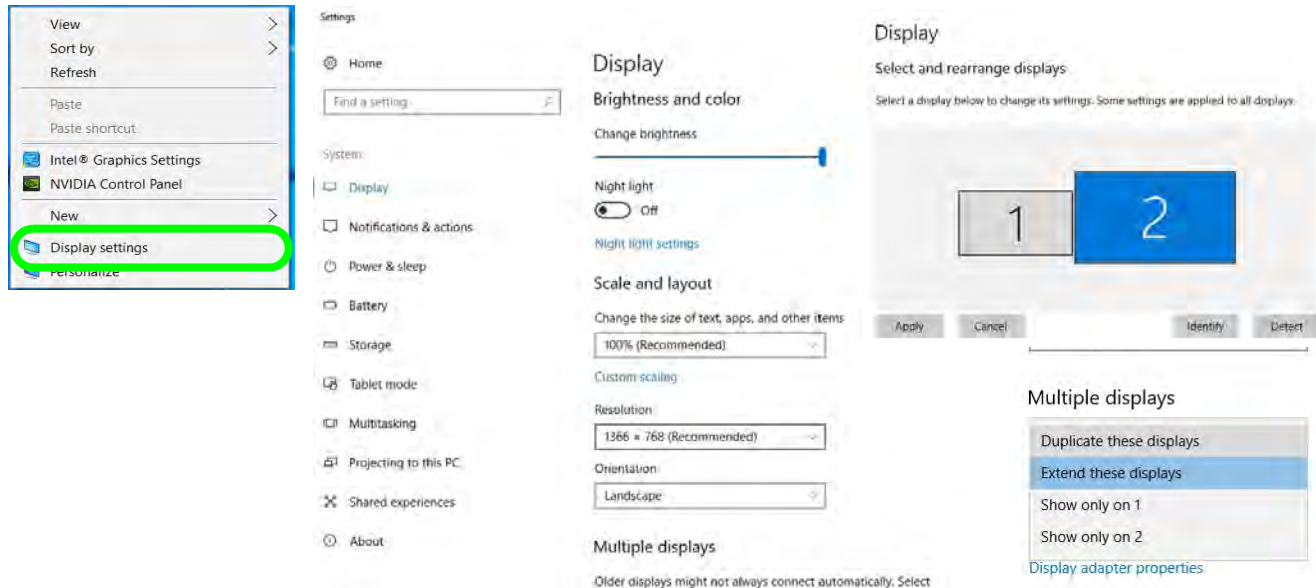 View
Sort by
Refresh
Paste
Paste shortcut
Intel® Graphics Settings
NVIDIA Control Panel
New
Display settings
Personalize
Settings
Home
Find a setting
System
Display
Notifications & actions
Power & sleep
Battery
Storage
Tablet mode
Multitasking
Projecting to this PC
Shared experiences
About
Display
Brightness and color
Change brightness
Night light
Off
Night light settings
Scale and layout
Change the size of text, apps, and other items
100% (Recommended)
Custom scaling
Resolution
1366 × 768 (Recommended)
Orientation
Landscape
Multiple displays
Older displays might not always connect automatically. Select
Display
Select and rearrange displays
Select a display below to change its settings. Some settings are applied to all displays.
1 2
Apply Cancel Identify Detect
Multiple displays
Duplicate these displays
Extend these displays
Show only on 1
Show only on 2
Display adapter properties